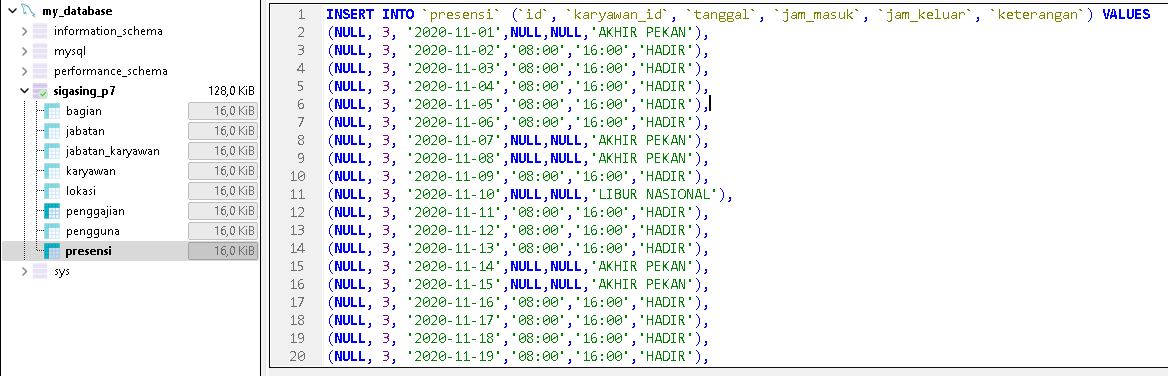 my_database
information_schema
mysql
performance_schema
sigasing_p7 128,0 KiB
bagian 16,0 KiB
jabatan 16,0 KiB
jabatan_karyawan 16,0 KiB
karyawan 16,0 KiB
lokasi 16,0 KiB
penggajian 16,0 KiB
pengguna 16,0 KiB
presensi 16,0 KiB
sys
1 INSERT INTO `presensi` (`id`, `karyawan_id`, `tanggal`, `jam_masuk`, `jam_keluar`, `keterangan`) VALUES
2 (NULL, 3, '2020-11-01',NULL,NULL,'AKHIR PEKAN'),
3 (NULL, 3, '2020-11-02','08:00','16:00','HADIR'),
4 (NULL, 3, '2020-11-03','08:00','16:00','HADIR'),
5 (NULL, 3, '2020-11-04','08:00','16:00','HADIR'),
6 (NULL, 3, '2020-11-05','08:00','16:00','HADIR'),
7 (NULL, 3, '2020-11-06','08:00','16:00','HADIR'),
8 (NULL, 3, '2020-11-07',NULL,NULL,'AKHIR PEKAN'),
9 (NULL, 3, '2020-11-08',NULL,NULL,'AKHIR PEKAN'),
10 (NULL, 3, '2020-11-09','08:00','16:00','HADIR'),
11 (NULL, 3, '2020-11-10',NULL,NULL,'LIBUR NASIONAL'),
12 (NULL, 3, '2020-11-11','08:00','16:00','HADIR'),
13 (NULL, 3, '2020-11-12','08:00','16:00','HADIR'),
14 (NULL, 3, '2020-11-13','08:00','16:00','HADIR'),
15 (NULL, 3, '2020-11-14',NULL,NULL,'AKHIR PEKAN'),
16 (NULL, 3, '2020-11-15',NULL,NULL,'AKHIR PEKAN'),
17 (NULL, 3, '2020-11-16','08:00','16:00','HADIR'),
18 (NULL, 3, '2020-11-17','08:00','16:00','HADIR'),
19 (NULL, 3, '2020-11-18','08:00','16:00','HADIR'),
20 (NULL, 3, '2020-11-19','08:00','16:00','HADIR'),